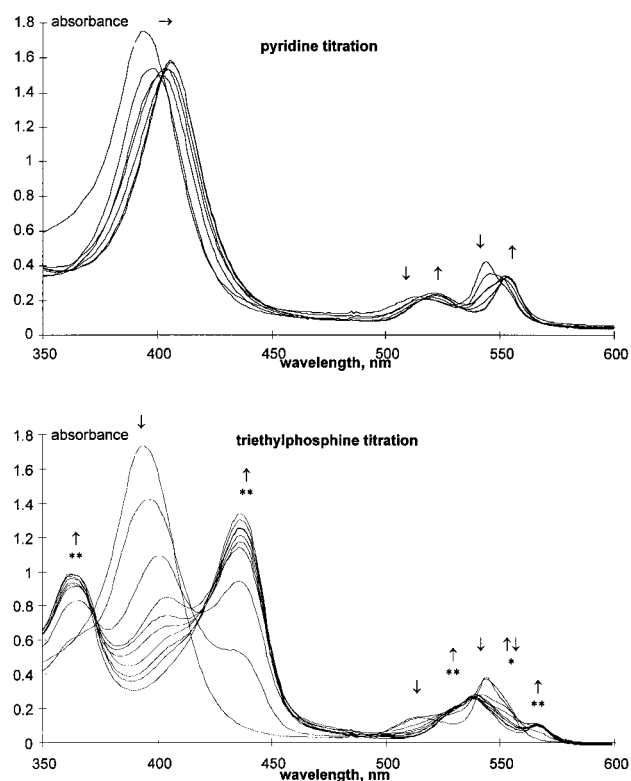 1.8 absorbance →
pyridine titration
1.6
1.4
1.2
1
0.8
0.6
0.4
↓ ↑ ↓ ↑
0.2
0
350 400 450 500 550 600
wavelength, nm
1.8 absorbance ↓
triethylphosphine titration
1.6
↑
**
1.4
1.2
↑
**
1
0.8
0.6
↓ ↑ ** ↓ ↑↓ * ↑ **
0.4
0.2
0
350 400 450 500 550 600
wavelength, nm